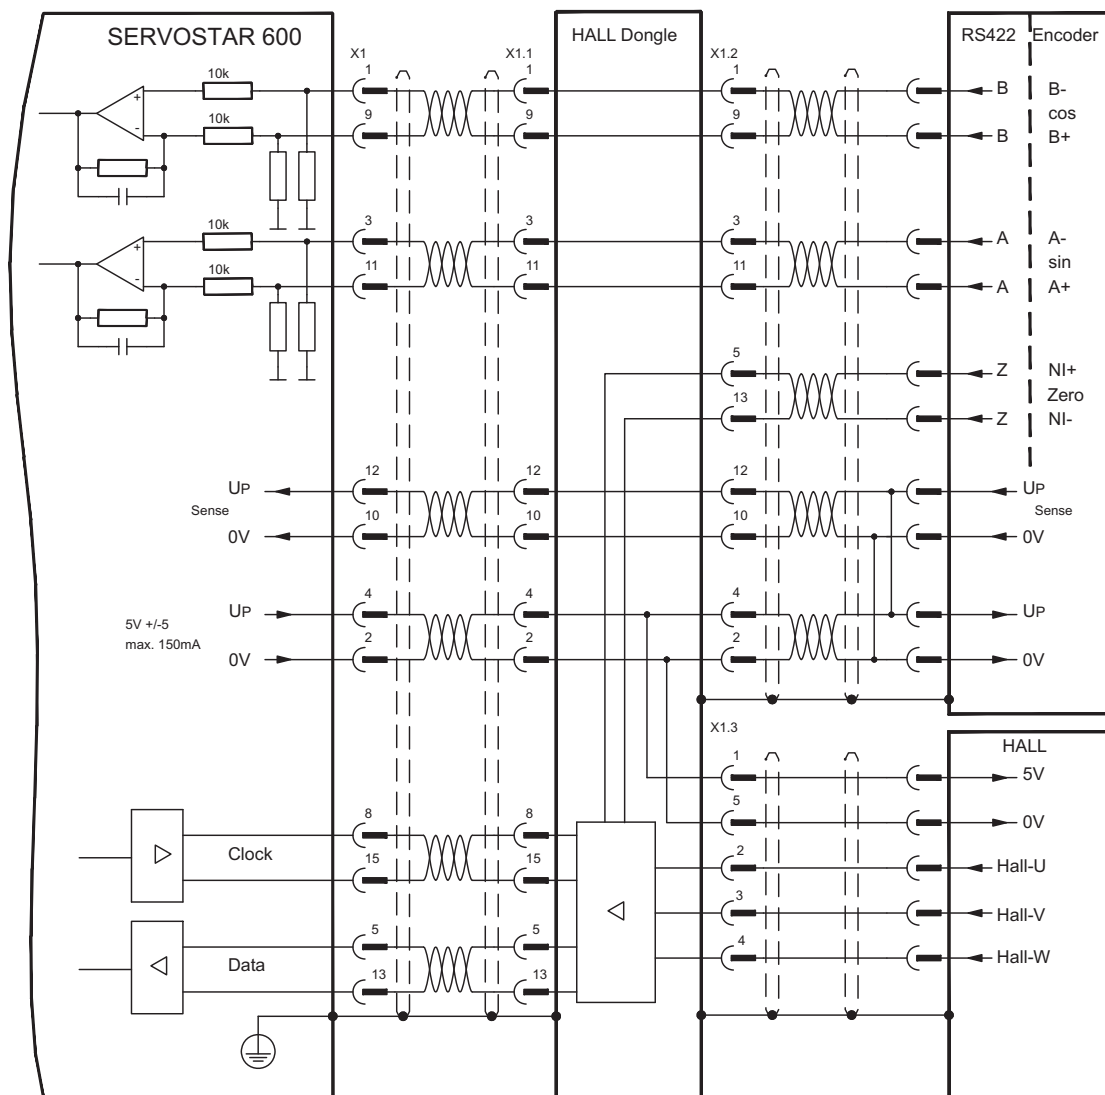 SERVOSTAR 600
HALL Dongle
RS422 Encoder
X1
X1.1
X1.2
10k
+
-
10k
1
1
1
B
B-
cos
9
9
9
B
B+
10k
+
-
10k
3
3
3
A
A-
sin
11
11
11
A
A+
5
Z
NI+
Zero
13
Z
NI-
UP
12
12
12
UP
Sense
Sense
0V
10
10
10
0V
UP
4
4
4
UP
5V +/-5
max. 150mA
0V
2
2
2
0V
X1.3
HALL
1
5V
5
0V
Clock
8
8
15
15
2
Hall-U
3
Hall-V
Data
5
5
4
Hall-W
13
13